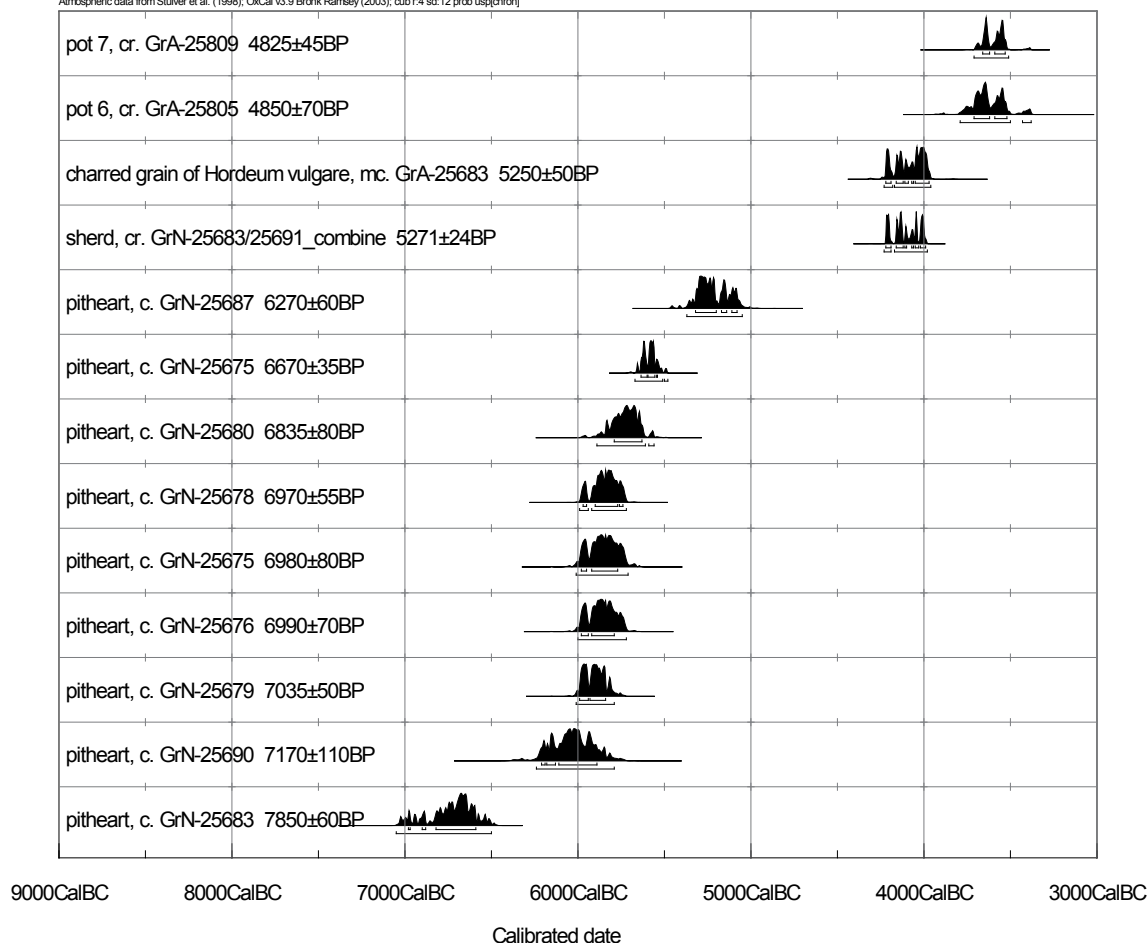 Atmospheric data from Stuiver et al. (1998); OxCal v3.9 Bronk Ramsey (2003); cub r:4 sd:12 prob usp[chron]
pot 7, cr. GrA-25809 4825±45BP
pot 6, cr. GrA-25805 4850±70BP
charred grain of Hordeum vulgare, mc. GrA-25683 5250±50BP
sherd, cr. GrN-25683/25691_combine 5271±24BP
pitheart, c. GrN-25687 6270±60BP
pitheart, c. GrN-25675 6670±35BP
pitheart, c. GrN-25680 6835±80BP
pitheart, c. GrN-25678 6970±55BP
pitheart, c. GrN-25675 6980±80BP
pitheart, c. GrN-25676 6990±70BP
pitheart, c. GrN-25679 7035±50BP
pitheart, c. GrN-25690 7170±110BP
pitheart, c. GrN-25683 7850±60BP
9000CalBC 8000CalBC 7000CalBC 6000CalBC 5000CalBC 4000CalBC 3000CalBC
Calibrated date